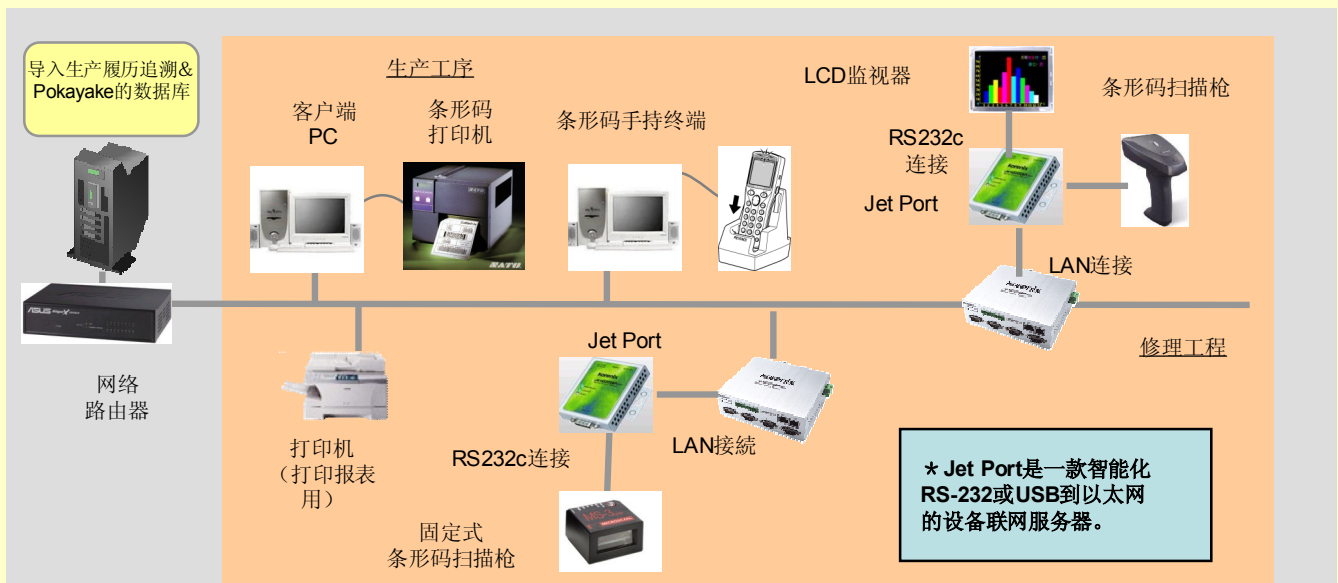 导入生产履历追溯&
Pokayake的数据库
生产工序
客户端
PC
条形码
打印机
条形码手持终端
LCD监视器
条形码扫描枪
RS232c
连接
Jet Port
LAN连接
SATO
ASUS
网络
路由器
打印机
（打印报表
用）
Jet Port
RS232c连接
LAN接続
MS-3
固定式
条形码扫描枪
修理工程
＊Jet Port是一款智能化
RS-232或USB到以太网
的设备联网服务器。